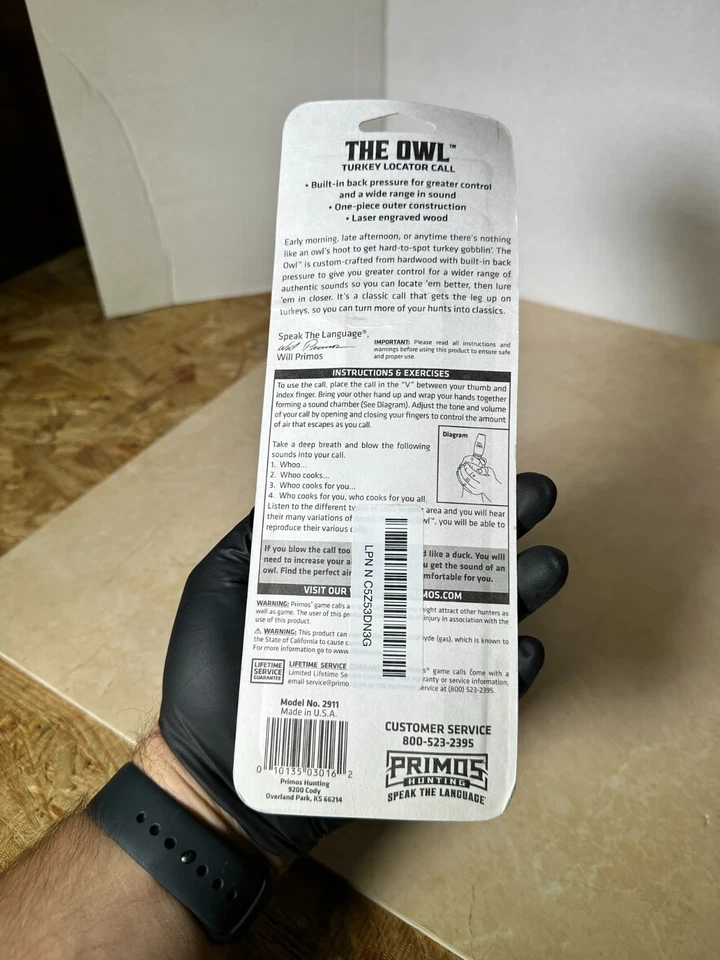 THE OWL™
TURKEY LOCATOR CALL
• Built-in back pressure for greater control
and a wide range in sound
• One-piece outer construction
• Laser engraved wood
Early morning, late afternoon, or anytime there's nothing
like an owl's hoot to get hard-to-spot turkey gobblin'. The
Owl™ is custom-crafted from hardwood with built-in back
pressure to give you greater control for a wider range of
authentic sounds so you can locate 'em better, then lure
'em in closer. It's a classic call that gets the leg up on
turkeys, so you can turn more of your hunts into classics.
Speak The Language®,
Will Primos
Will Primos
IMPORTANT: Please read all instructions and
warnings before using this product to ensure safe
and proper use.
INSTRUCTIONS & EXERCISES
To use the call, place the call in the "V" between your thumb and
index finger. Bring your other hand up and wrap your hands together
forming a sound chamber (See Diagram). Adjust the tone and volume
of your call by opening and closing your fingers to control the amount
of air that escapes as you call.
Diagram
Take a deep breath and blow the following
sounds into your call.
1. Whoo...
2. Whoo cooks...
3. Whoo cooks for you...
4. Who cooks for you, who cooks for you all.
Listen to the different area and you will hear
their many variations of ™, you will be able to
reproduce their various
If you blow the call too d like a duck. You will
need to increase your get the sound of an
owl. Find the perfect mfortable for you.
VISIT OUR MOS.COM
WARNING: Primos® game calls attract other hunters as
well as game. The user of this injury in association with the
use of this product.
⚠ WARNING: This product can yde (gas), which is known to
the State of California to cause
For more information go to www
LIFETIME
SERVICE
GUARANTEE
LIFETIME SERVICE
Limited Lifetime ® game calls come with a
ranty or service information,
email service@primo ervice at (800) 523-2395.
LPN N C5Z53DN3G
Model No. 2911
Made in U.S.A.
0 10135 03016 2
Primos Hunting
9200 Cody
Overland Park, KS 66214
CUSTOMER SERVICE
800-523-2395
PRIMOS
HUNTING
SPEAK THE LANGUAGE